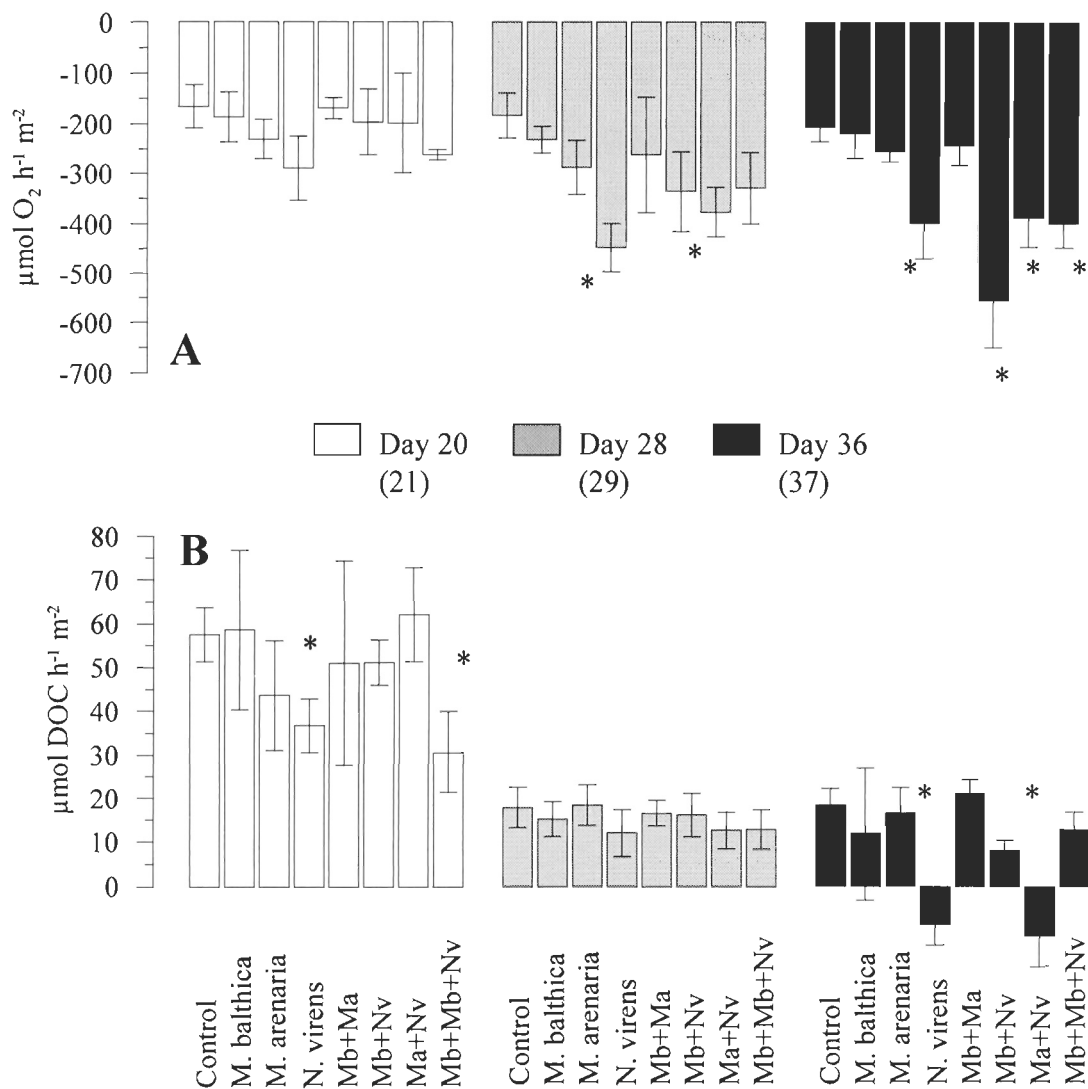 0
-100
-200
-300
-400
-500
-600
-700
µmol O2 h-1 m-2
* * * * * *
A
Day 20
(21)
Day 28
(29)
Day 36
(37)
80
70
60
50
40
30
20
10
0
µmol DOC h-1 m-2
B
* * * *
Control
M. balthica
M. arenaria
N. virens
Mb+Ma
Mb+Nv
Ma+Nv
Mb+Mb+Nv
Control
M. balthica
M. arenaria
N. virens
Mb+Ma
Mb+Nv
Ma+Nv
Mb+Mb+Nv
Control
M. balthica
M. arenaria
N. virens
Mb+Ma
Mb+Nv
Ma+Nv
Mb+Mb+Nv